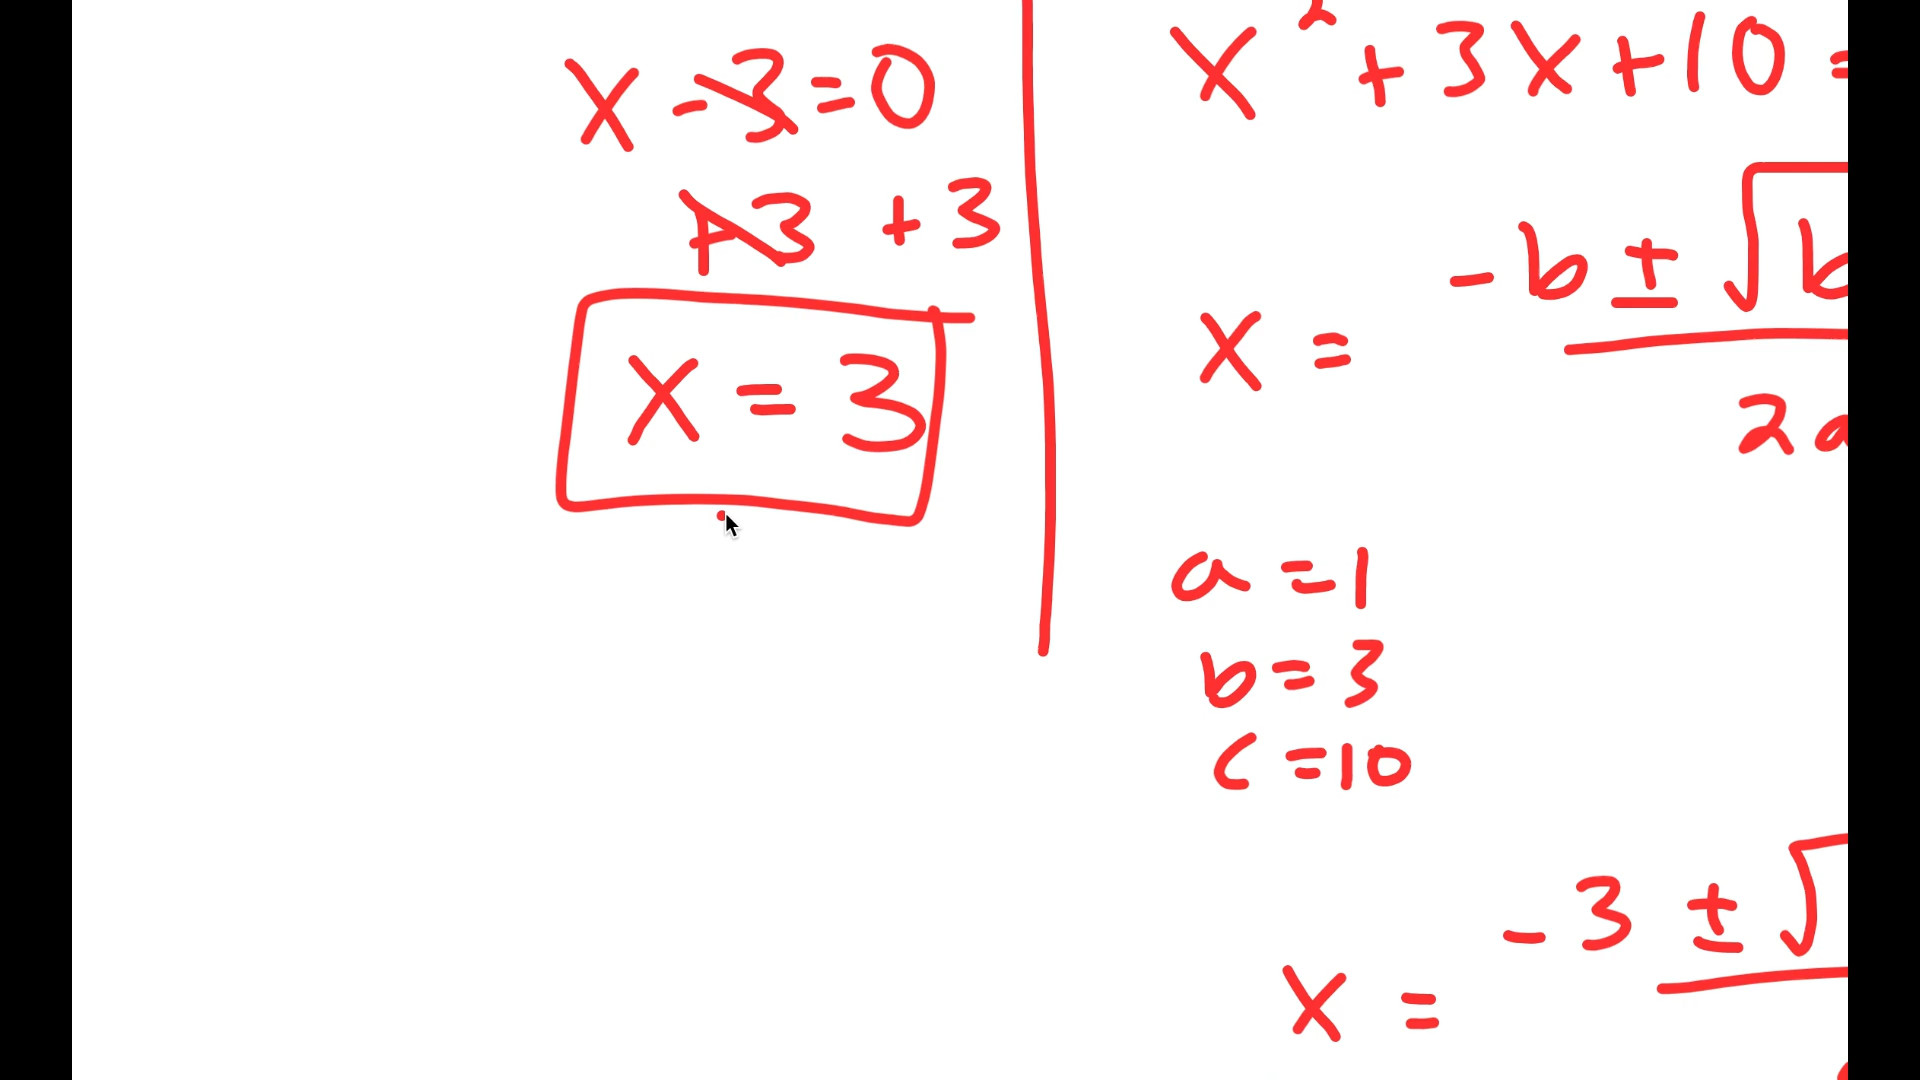 x - 3 = 0
+3 +3
x = 3
x² + 3x + 10 =
x = -b ± √b
2a
a = 1
b = 3
c = 10
x = -3 ± √